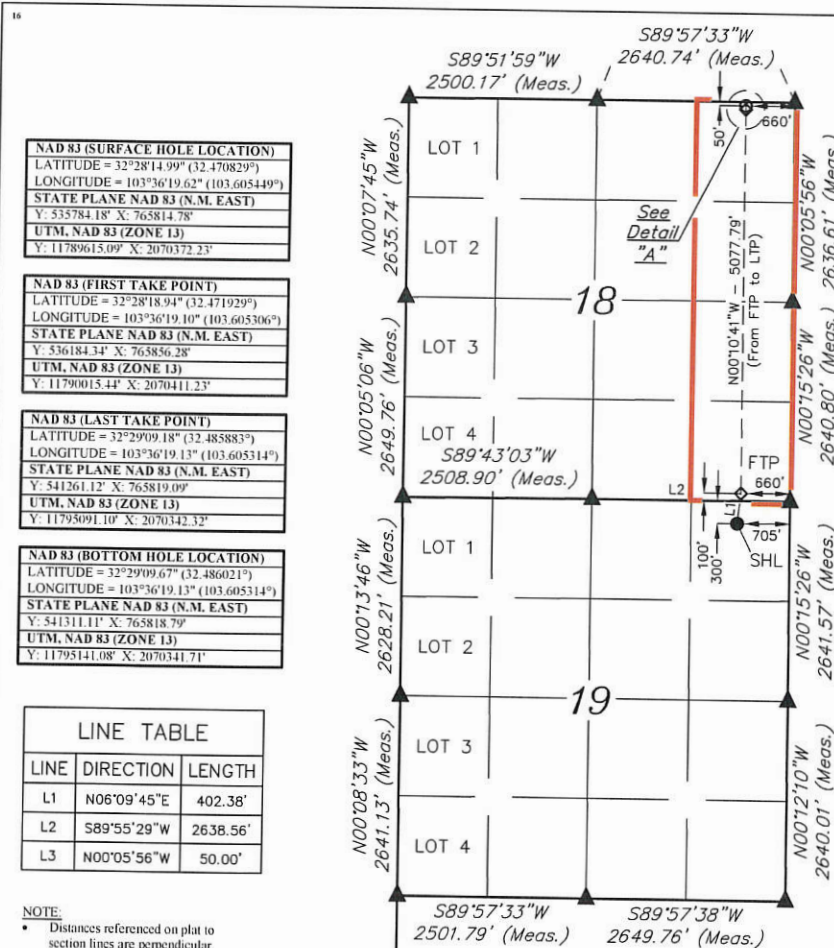 16
NAD 83 (SURFACE HOLE LOCATION)
LATITUDE = 32°28'14.99" (32.470829°)
LONGITUDE = 103°36'19.62" (103.605449°)
STATE PLANE NAD 83 (N.M. EAST)
Y: 535784.18' X: 765814.78'
UTM, NAD 83 (ZONE 13)
Y: 11789615.09' X: 2070372.23'
NAD 83 (FIRST TAKE POINT)
LATITUDE = 32°28'18.94" (32.471929°)
LONGITUDE = 103°36'19.10" (103.605306°)
STATE PLANE NAD 83 (N.M. EAST)
Y: 536184.34' X: 765856.28'
UTM, NAD 83 (ZONE 13)
Y: 11790015.44' X: 2070411.23'
NAD 83 (LAST TAKE POINT)
LATITUDE = 32°29'09.18" (32.485883°)
LONGITUDE = 103°36'19.13" (103.605314°)
STATE PLANE NAD 83 (N.M. EAST)
Y: 541261.12' X: 765819.09'
UTM, NAD 83 (ZONE 13)
Y: 11795091.10' X: 2070342.32'
NAD 83 (BOTTOM HOLE LOCATION)
LATITUDE = 32°29'09.67" (32.486021°)
LONGITUDE = 103°36'19.13" (103.605314°)
STATE PLANE NAD 83 (N.M. EAST)
Y: 541311.11' X: 765818.79'
UTM, NAD 83 (ZONE 13)
Y: 11795141.08' X: 2070341.71'
LINE TABLE
LINE DIRECTION LENGTH
L1 N06°09'45"E 402.38'
L2 S89°55'29"W 2638.56'
L3 N00°05'56"W 50.00'
NOTE:
• Distances referenced on plat to
section lines are perpendicular
S89°51'59"W
2500.17' (Meas.)
S89°57'33"W
2640.74' (Meas.)
N00°07'45"W
2635.74' (Meas.)
LOT 1
LOT 2
50'
660'
See
Detail
"A"
N00°05'56"W
2636.61' (Meas.)
18
N00°10'41"W – 5077.79'
(From FTP to LTP)
N00°05'06"W
2649.76' (Meas.)
LOT 3
LOT 4
N00°15'26"W
2640.80' (Meas.)
S89°43'03"W
2508.90' (Meas.)
L2
FTP
660'
L1
100'
300'
705'
SHL
N00°13'46"W
2628.21' (Meas.)
LOT 1
LOT 2
N00°15'26"W
2641.57' (Meas.)
19
N00°08'33"W
2641.13' (Meas.)
LOT 3
LOT 4
N00°12'10"W
2640.01' (Meas.)
S89°57'33"W
2501.79' (Meas.)
S89°57'38"W
2649.76' (Meas.)